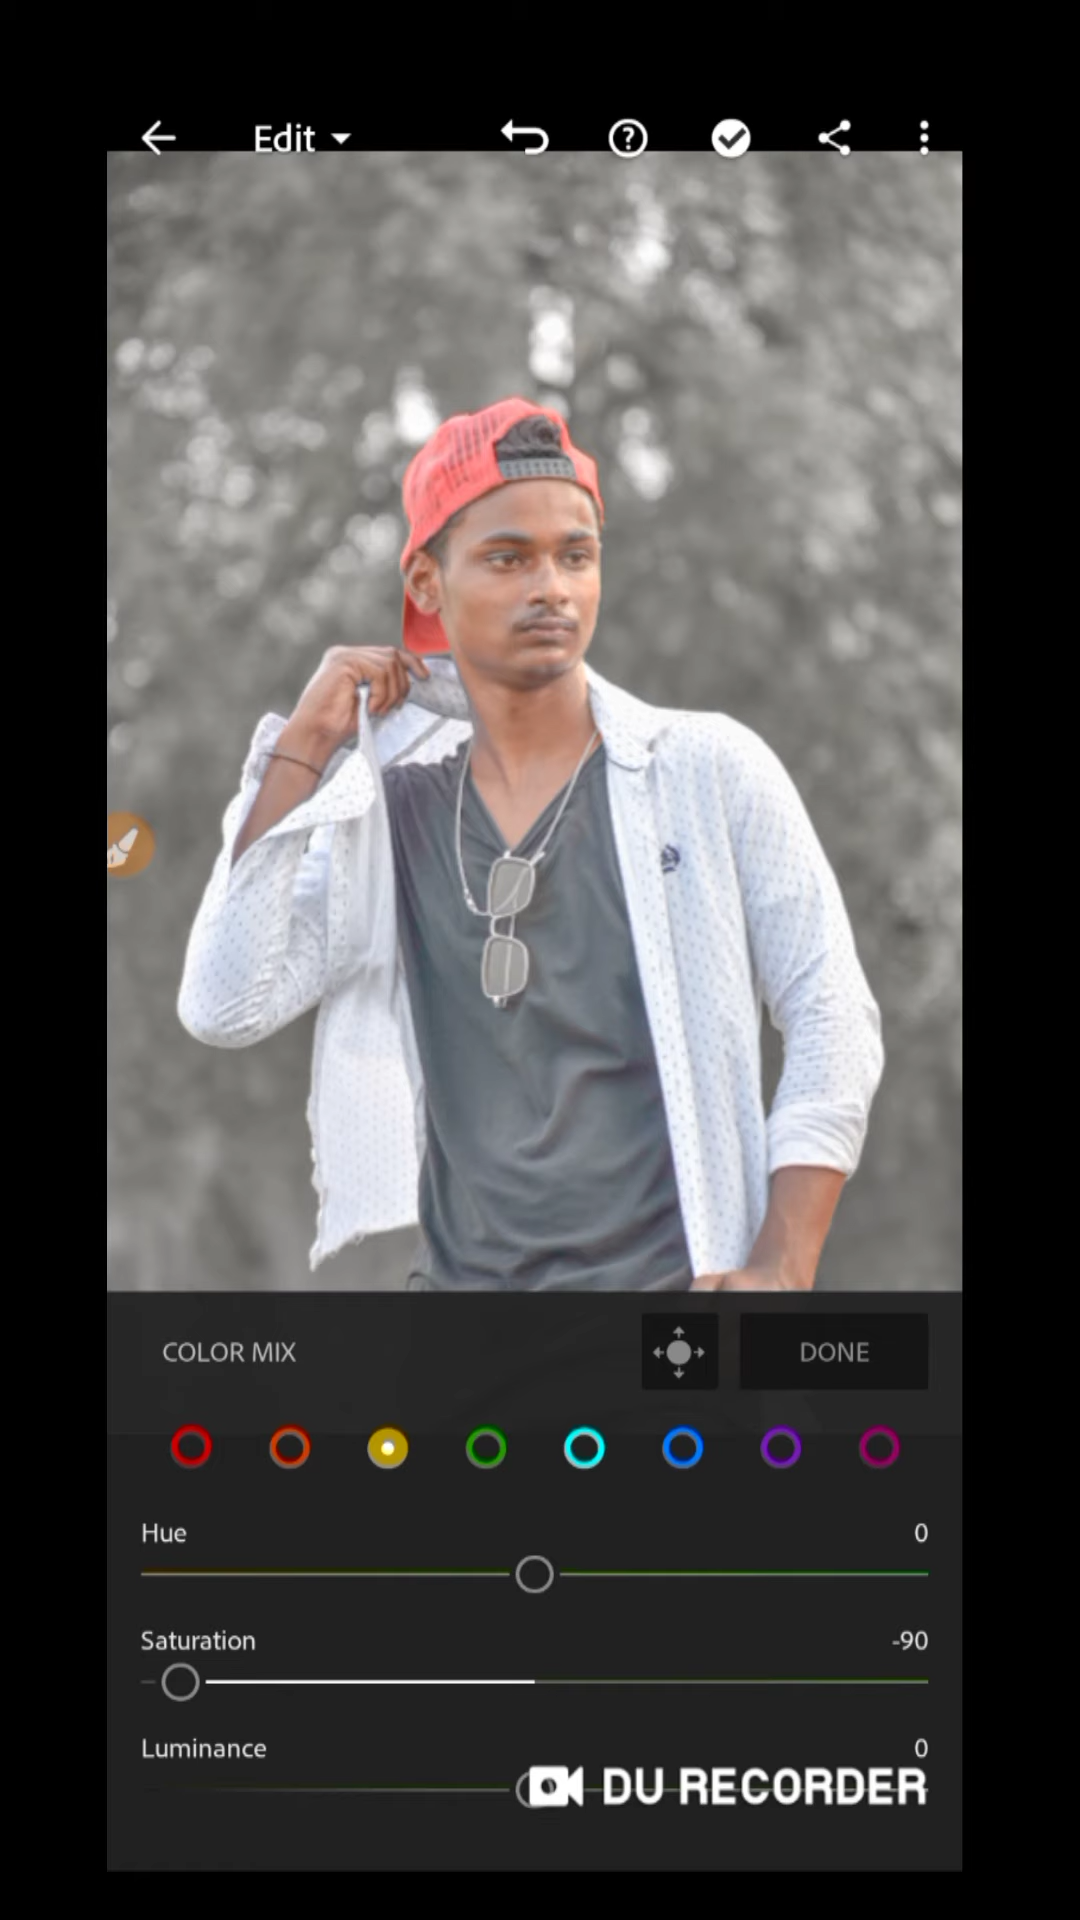 Edit
COLOR MIX
DONE
Hue
0
Saturation
-90
Luminance
0
DU RECORDER